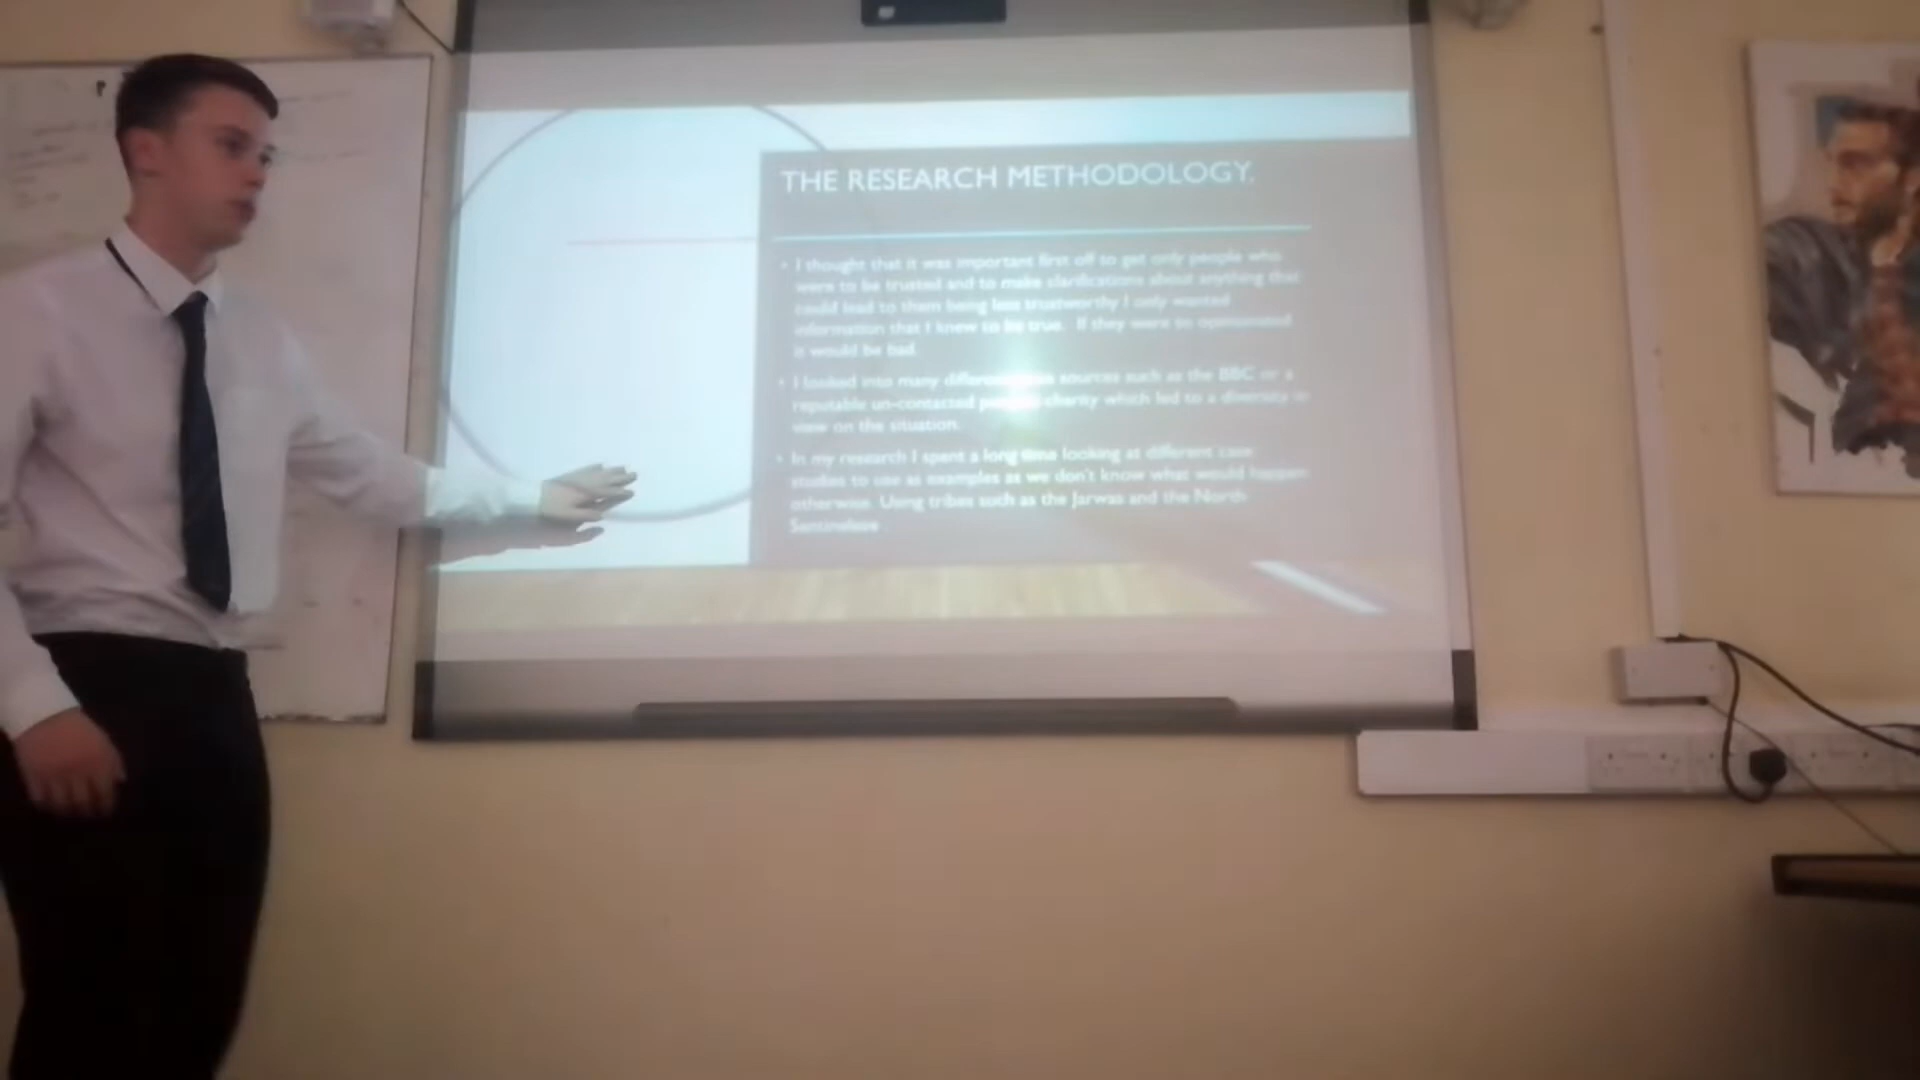 THE RESEARCH METHODOLOGY.
• I thought that it was important first off to get only people who
were to be trusted and to make clarifications about anything that
could lead to them being less trustworthy I only wanted
information that I knew to be true. If they were to opinionated
it would be bad.
• I looked into many different sources such as the BBC or a
reputable un-contacted charity which led to a diversity in
view on the situation.
• In my research I spent a long time looking at different case
studies to use as examples as we don't know what would happen
otherwise. Using tribes such as the Jarwas and the North
Sentinelese